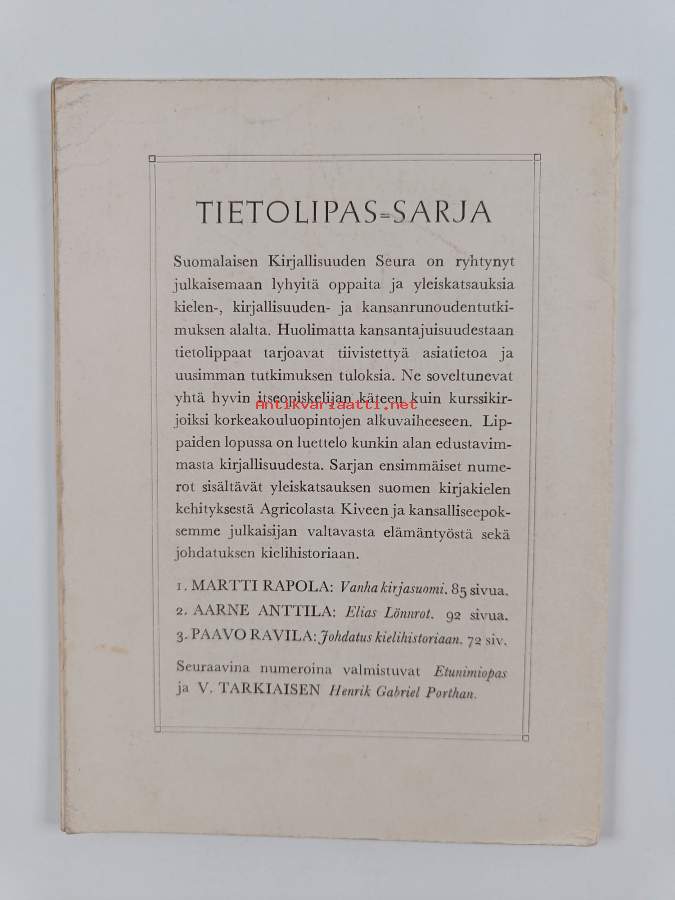 TIETOLIPAS=SARJA
Suomalaisen Kirjallisuuden Seura on ryhtynyt
julkaisemaan lyhyitä oppaita ja yleiskatsauksia
kielen-, kirjallisuuden- ja kansanrunoudentutki-
muksen alalta. Huolimatta kansantajuisuudestaan
tietolippaat tarjoavat tiivistettyä asiatietoa ja
uusimman tutkimuksen tuloksia. Ne soveltunevat
yhtä hyvin itseopiskelijan käteen kuin kurssikir-
Antikvariaatti.net
joiksi korkeakouluopintojen alkuvaiheeseen. Lip-
paiden lopussa on luettelo kunkin alan edustavim-
masta kirjallisuudesta. Sarjan ensimmäiset nume-
rot sisältävät yleiskatsauksen suomen kirjakielen
kehityksestä Agricolasta Kiveen ja kansalliseepok-
semme julkaisijan valtavasta elämäntyöstä sekä
johdatuksen kielihistoriaan.
1. MARTTI RAPOLA: Vanha kirjasuomi. 85 sivua.
2. AARNE ANTTILA: Elias Lönnrot. 92 sivua.
3. PAAVO RAVILA: Johdatus kielihistoriaan. 72 siv.
Seuraavina numeroina valmistuvat Etunimiopas
ja V. TARKIAISEN Henrik Gabriel Porthan.